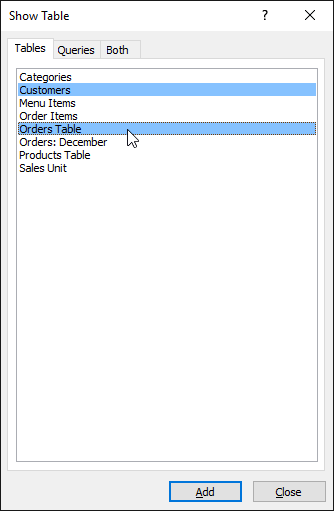 Show Table
?
Tables Queries Both
Categories
Customers
Menu Items
Order Items
Orders Table
Orders: December
Products Table
Sales Unit
Add Close